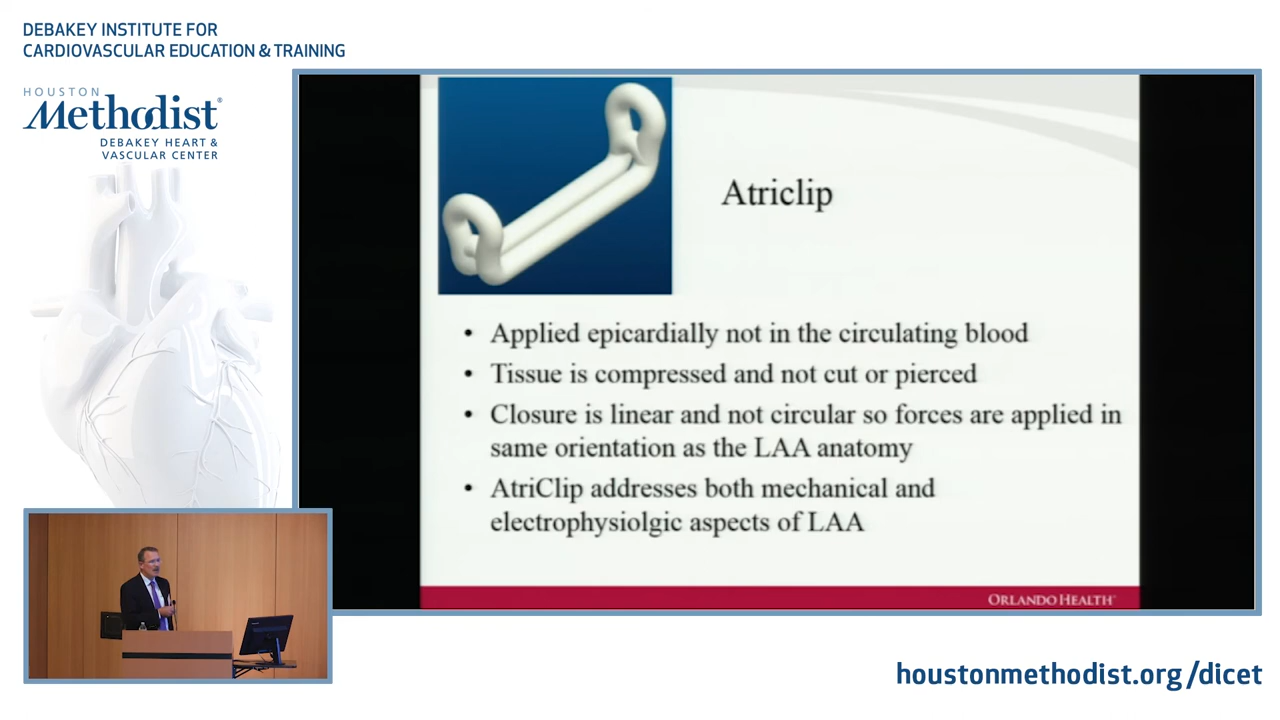 DEBAKEY INSTITUTE FOR
CARDIOVASCULAR EDUCATION & TRAINING
HOUSTON
Methodist®
DEBAKEY HEART &
VASCULAR CENTER
Atriclip
• Applied epicardially not in the circulating blood
• Tissue is compressed and not cut or pierced
• Closure is linear and not circular so forces are applied in
same orientation as the LAA anatomy
• AtriClip addresses both mechanical and
electrophysiolgic aspects of LAA
ORLANDO HEALTH
houstonmethodist.org/dicet